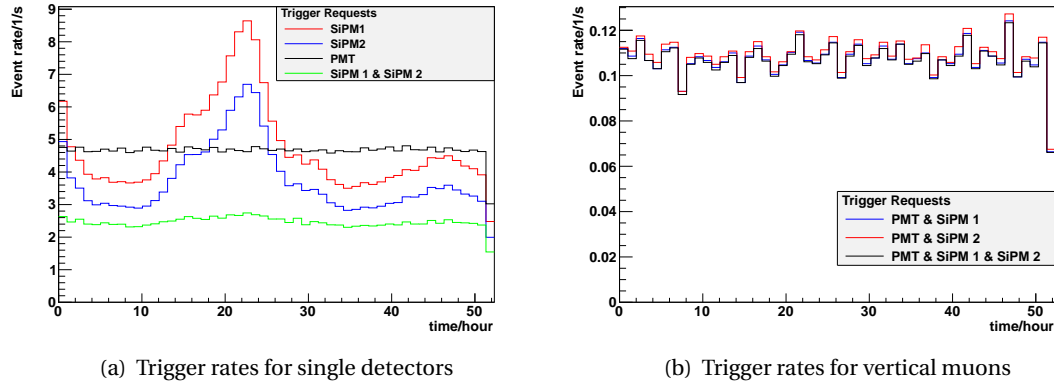 Event rate/1/s
9
8
7
6
5
4
3
2
1
0
0 10 20 30 40 50
time/hour
Trigger Requests
SiPM1
SiPM2
PMT
SiPM 1 & SiPM 2
(a) Trigger rates for single detectors
Event rate/1/s
0.12
0.1
0.08
0.06
0.04
0.02
0
0 10 20 30 40 50
time/hour
Trigger Requests
PMT & SiPM 1
PMT & SiPM 2
PMT & SiPM 1 & SiPM 2
(b) Trigger rates for vertical muons